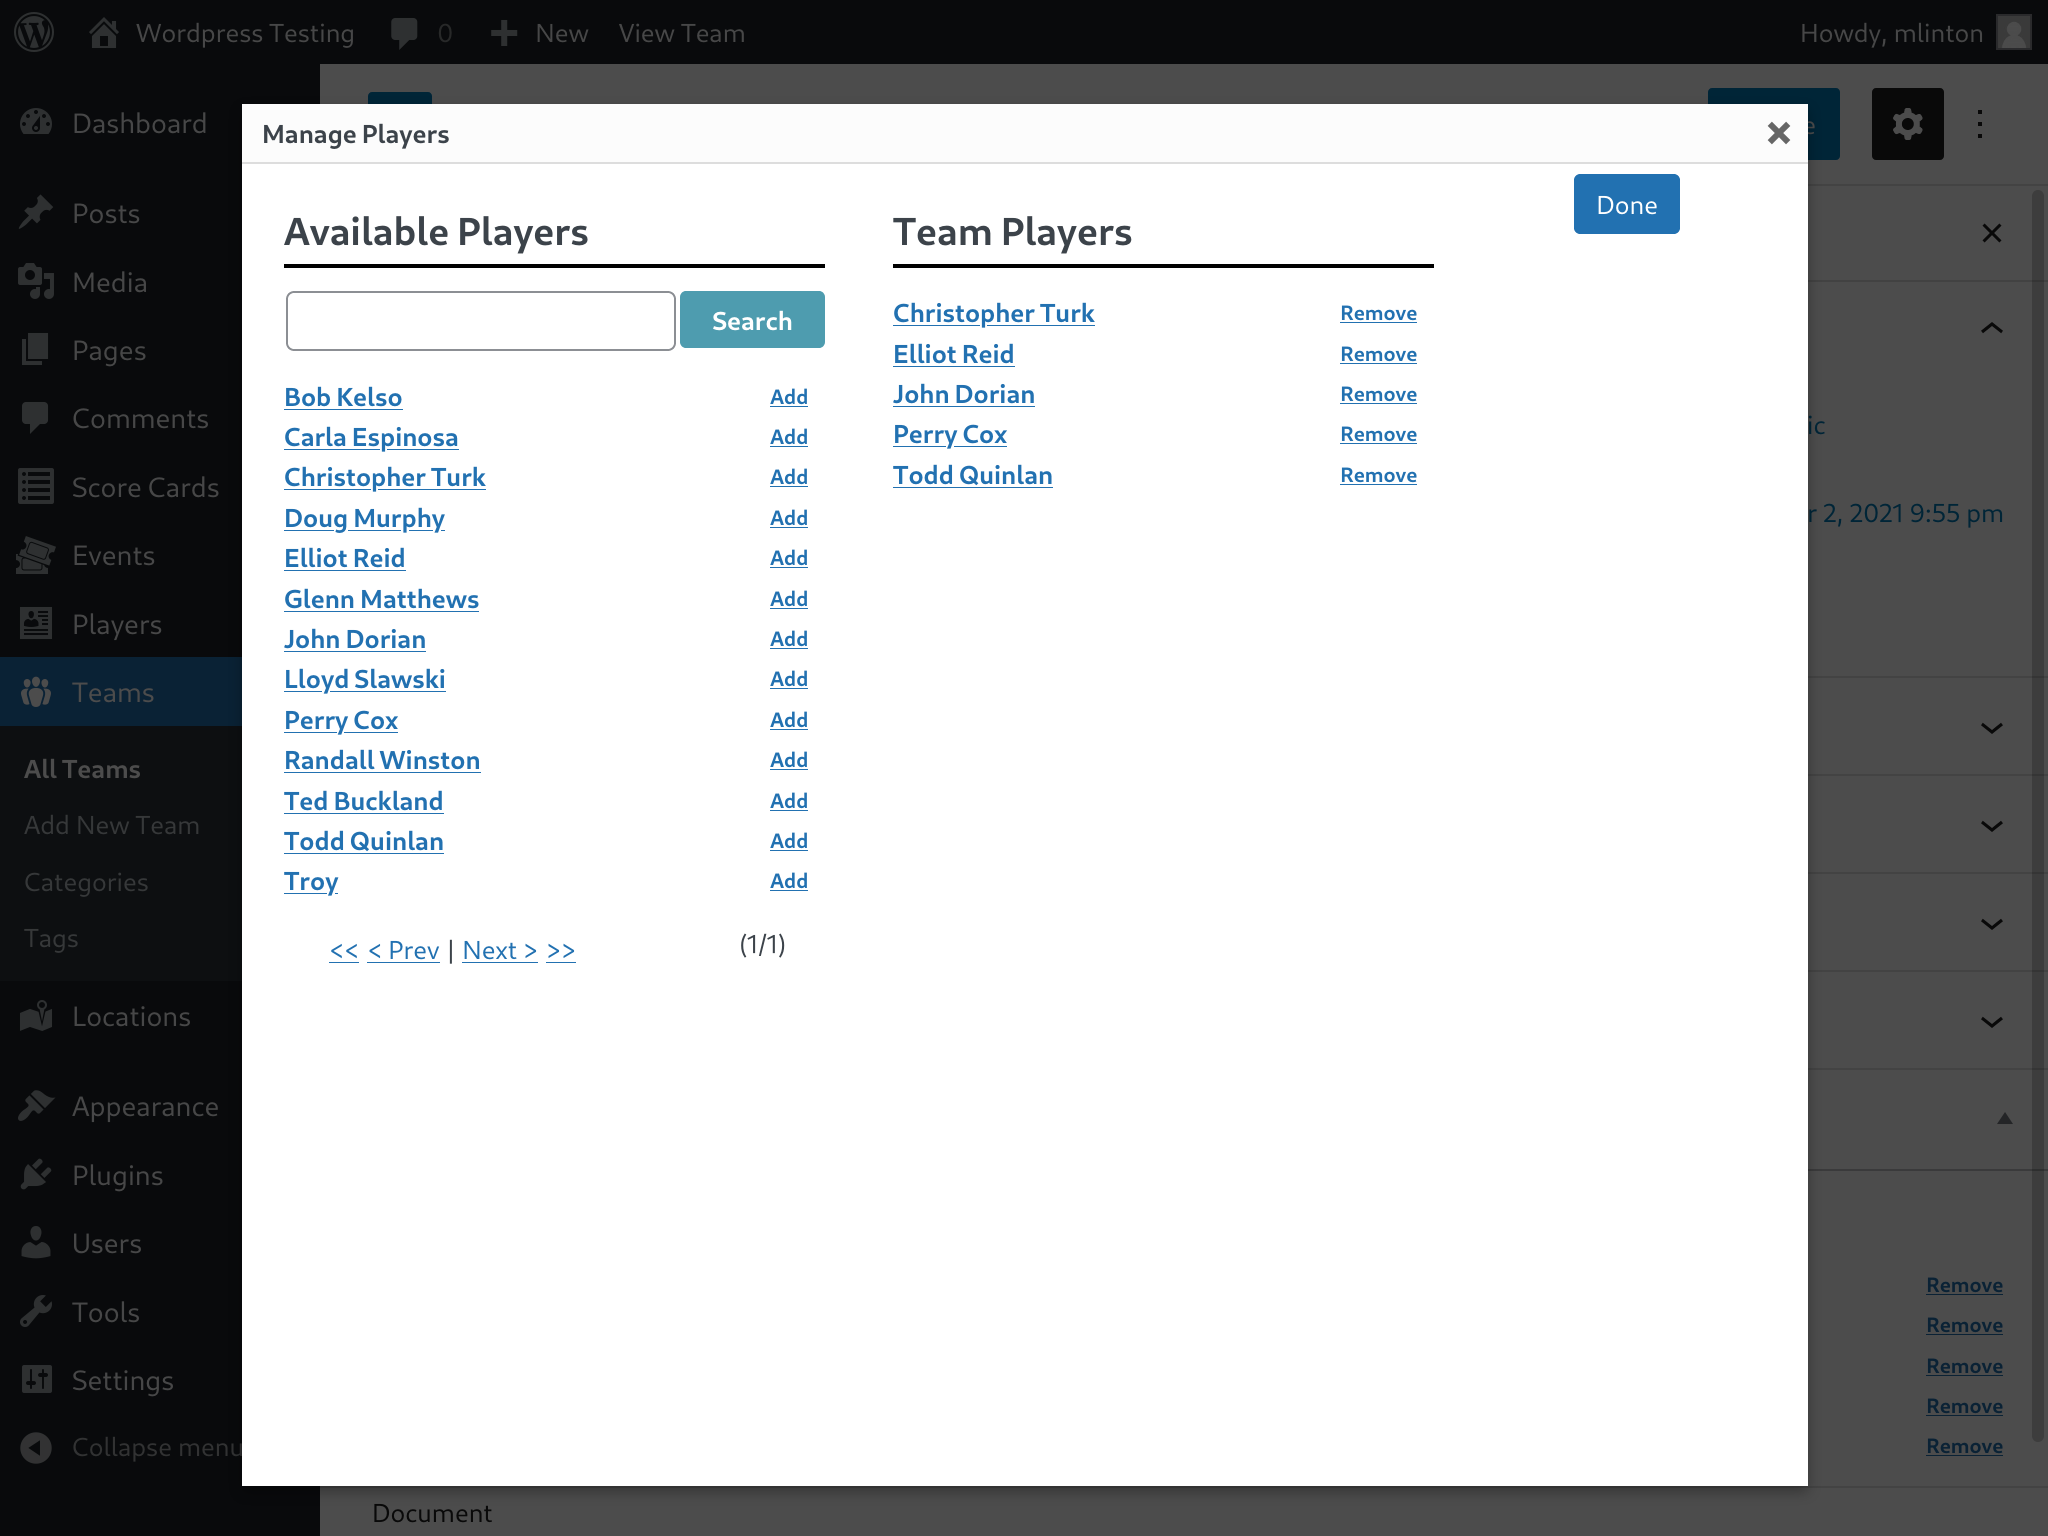 Wordpress Testing 0 New View Team Howdy, mlinton
Dashboard
Posts
Media
Pages
Comments
Score Cards
Events
Players
Teams
All Teams
Add New Team
Categories
Tags
Locations
Appearance
Plugins
Users
Tools
Settings
Collapse menu
Manage Players
Done
Available Players
Search
Bob Kelso Add
Carla Espinosa Add
Christopher Turk Add
Doug Murphy Add
Elliot Reid Add
Glenn Matthews Add
John Dorian Add
Lloyd Slawski Add
Perry Cox Add
Randall Winston Add
Ted Buckland Add
Todd Quinlan Add
Troy Add
<< < Prev | Next > >> (1/1)
Team Players
Christopher Turk Remove
Elliot Reid Remove
John Dorian Remove
Perry Cox Remove
Todd Quinlan Remove
2, 2021 9:55 pm
Remove
Remove
Remove
Remove
Remove
Document